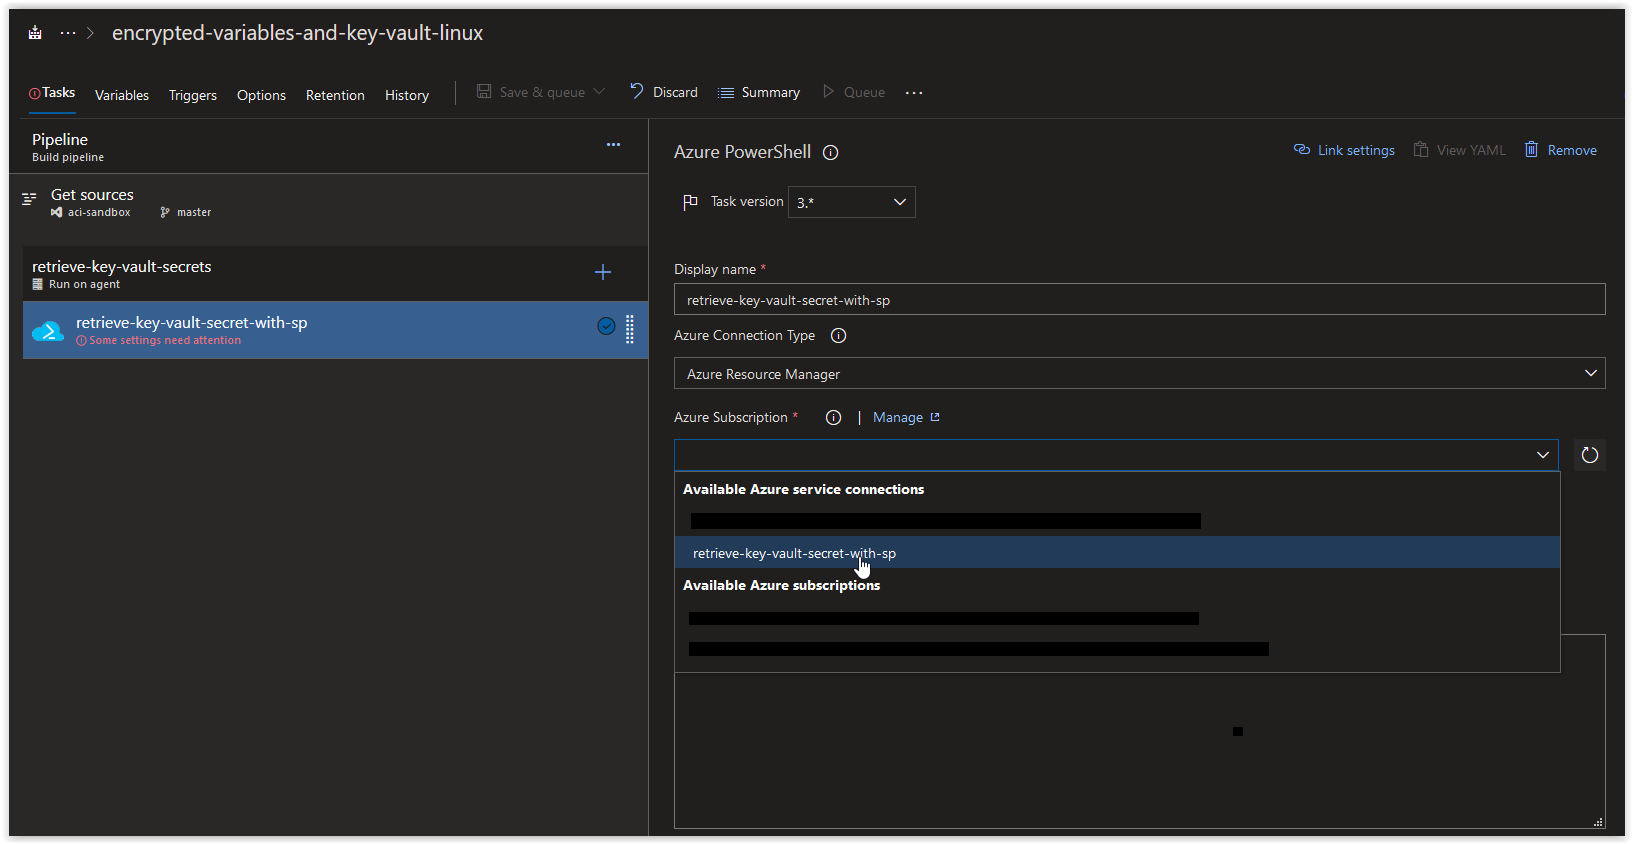 ··· > encrypted-variables-and-key-vault-linux
Tasks Variables Triggers Options Retention History Save & queue Discard Summary Queue ···
Pipeline ···
Build pipeline
Get sources
aci-sandbox master
retrieve-key-vault-secrets
Run on agent
retrieve-key-vault-secret-with-sp
Some settings need attention
Azure PowerShell
Link settings View YAML Remove
Task version 3.*
Display name *
retrieve-key-vault-secret-with-sp
Azure Connection Type
Azure Resource Manager
Azure Subscription * | Manage
Available Azure service connections
retrieve-key-vault-secret-with-sp
Available Azure subscriptions